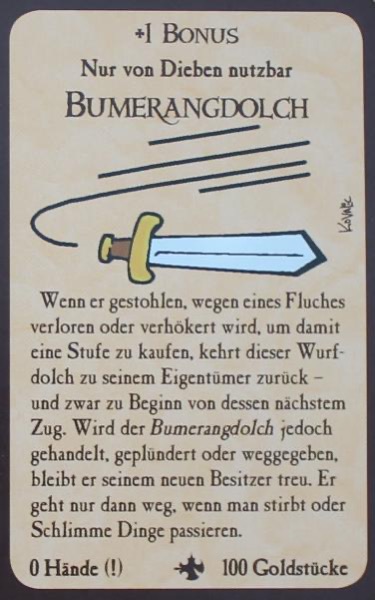 +1 Bonus
Nur von Dieben nutzbar
Bumerangdolch
Kovalic
Wenn er gestohlen, wegen eines Fluches
verloren oder verhökert wird, um damit
eine Stufe zu kaufen, kehrt dieser Wurf-
dolch zu seinem Eigentümer zurück –
und zwar zu Beginn von dessen nächstem
Zug. Wird der Bumerangdolch jedoch
gehandelt, geplündert oder weggegeben,
bleibt er seinem neuen Besitzer treu. Er
geht nur dann weg, wenn man stirbt oder
Schlimme Dinge passieren.
0 Hände (!) 100 Goldstücke